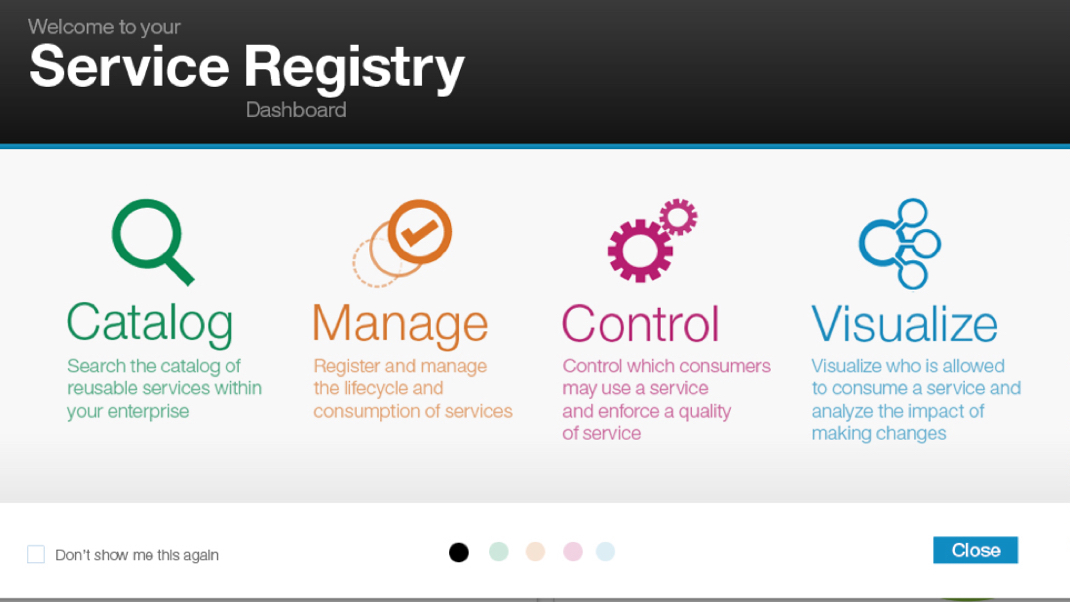 Welcome to your
Service Registry
Dashboard
Catalog
Search the catalog of
reusable services within
your enterprise
Manage
Register and manage
the lifecycle and
consumption of services
Control
Control which consumers
may use a service
and enforce a quality
of service
Visualize
Visualize who is allowed
to consume a service and
analyze the impact of
making changes
Don't show me this again
Close